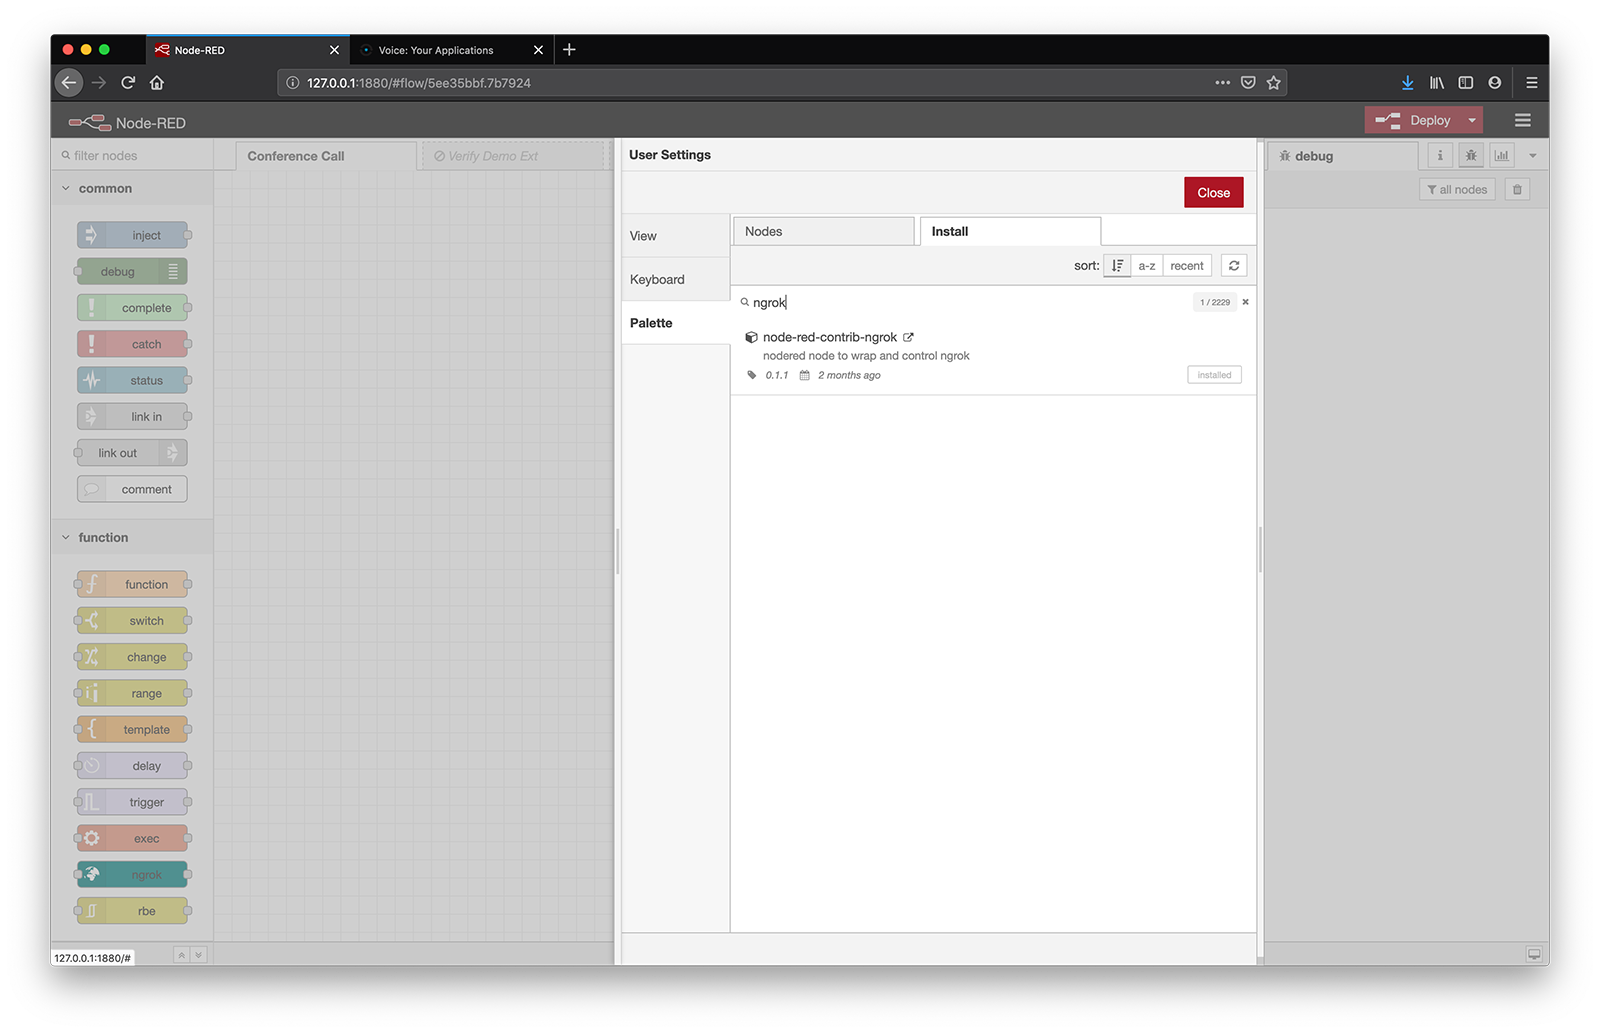 Node-RED
Voice: Your Applications
127.0.0.1:1880/#flow/5ee35bbf.7b7924
Node-RED
Deploy
filter nodes
Conference Call
Verify Demo Ext
User Settings
debug
i
all nodes
Close
common
inject
debug
complete
catch
status
link in
link out
comment
function
function
switch
change
range
template
delay
trigger
exec
ngrok
rbe
View
Keyboard
Palette
Nodes
Install
sort:
a-z
recent
ngrok
1 / 2229
node-red-contrib-ngrok
nodered node to wrap and control ngrok
0.1.1
2 months ago
installed
127.0.0.1:1880/#